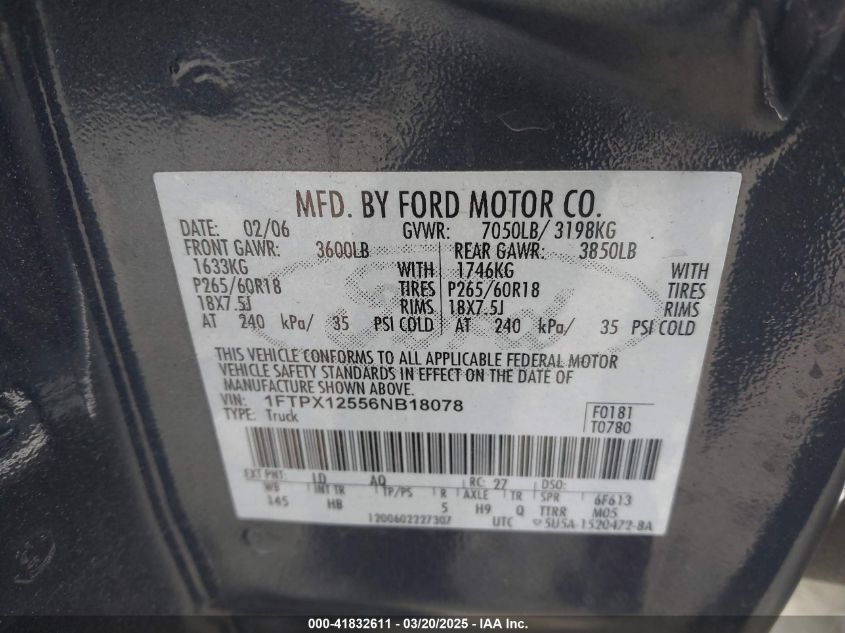 MFD. BY FORD MOTOR CO.
DATE: 02/06 GVWR: 7050LB/ 3198KG
FRONT GAWR: 3600LB REAR GAWR: 3850LB
1633KG WITH 1746KG WITH
P265/60R18 TIRES P265/60R18 TIRES
18X7.5J RIMS 18X7.5J RIMS
AT 240 kPa/ 35 PSI COLD AT 240 kPa/ 35 PSI COLD
THIS VEHICLE CONFORMS TO ALL APPLICABLE FEDERAL MOTOR
VEHICLE SAFETY STANDARDS IN EFFECT ON THE DATE OF
MANUFACTURE SHOWN ABOVE.
VIN: 1FTPX12556NB18078 F0181
TYPE: Truck T0780
EXT PNT: LD AQ RC: 27 DSO:
WB INT TR TP/PS R AXLE TR SPR 6F613
145 HB 5 H9 Q TTRR M05
1200602227307 UTC 5U5A-1520472-BA
000-41832611 - 03/20/2025 - IAA Inc.